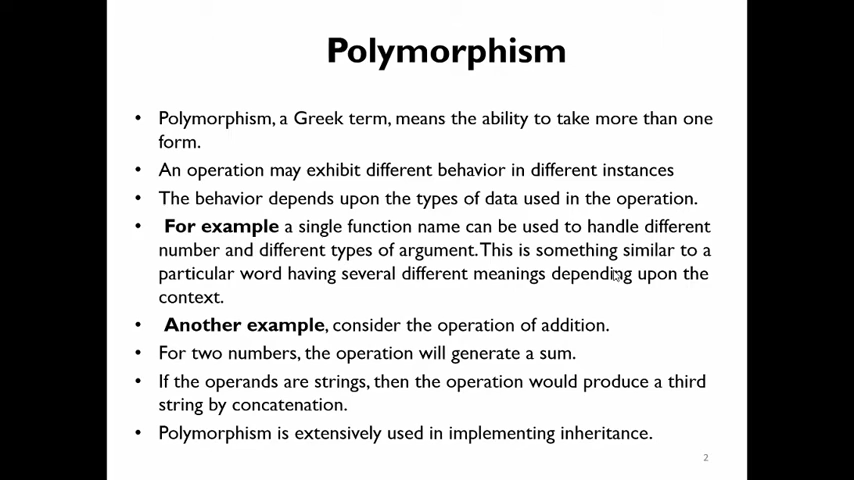 Polymorphism
• Polymorphism, a Greek term, means the ability to take more than one
form.
• An operation may exhibit different behavior in different instances
• The behavior depends upon the types of data used in the operation.
• For example a single function name can be used to handle different
number and different types of argument. This is something similar to a
particular word having several different meanings depending upon the
context.
• Another example, consider the operation of addition.
• For two numbers, the operation will generate a sum.
• If the operands are strings, then the operation would produce a third
string by concatenation.
• Polymorphism is extensively used in implementing inheritance.
2